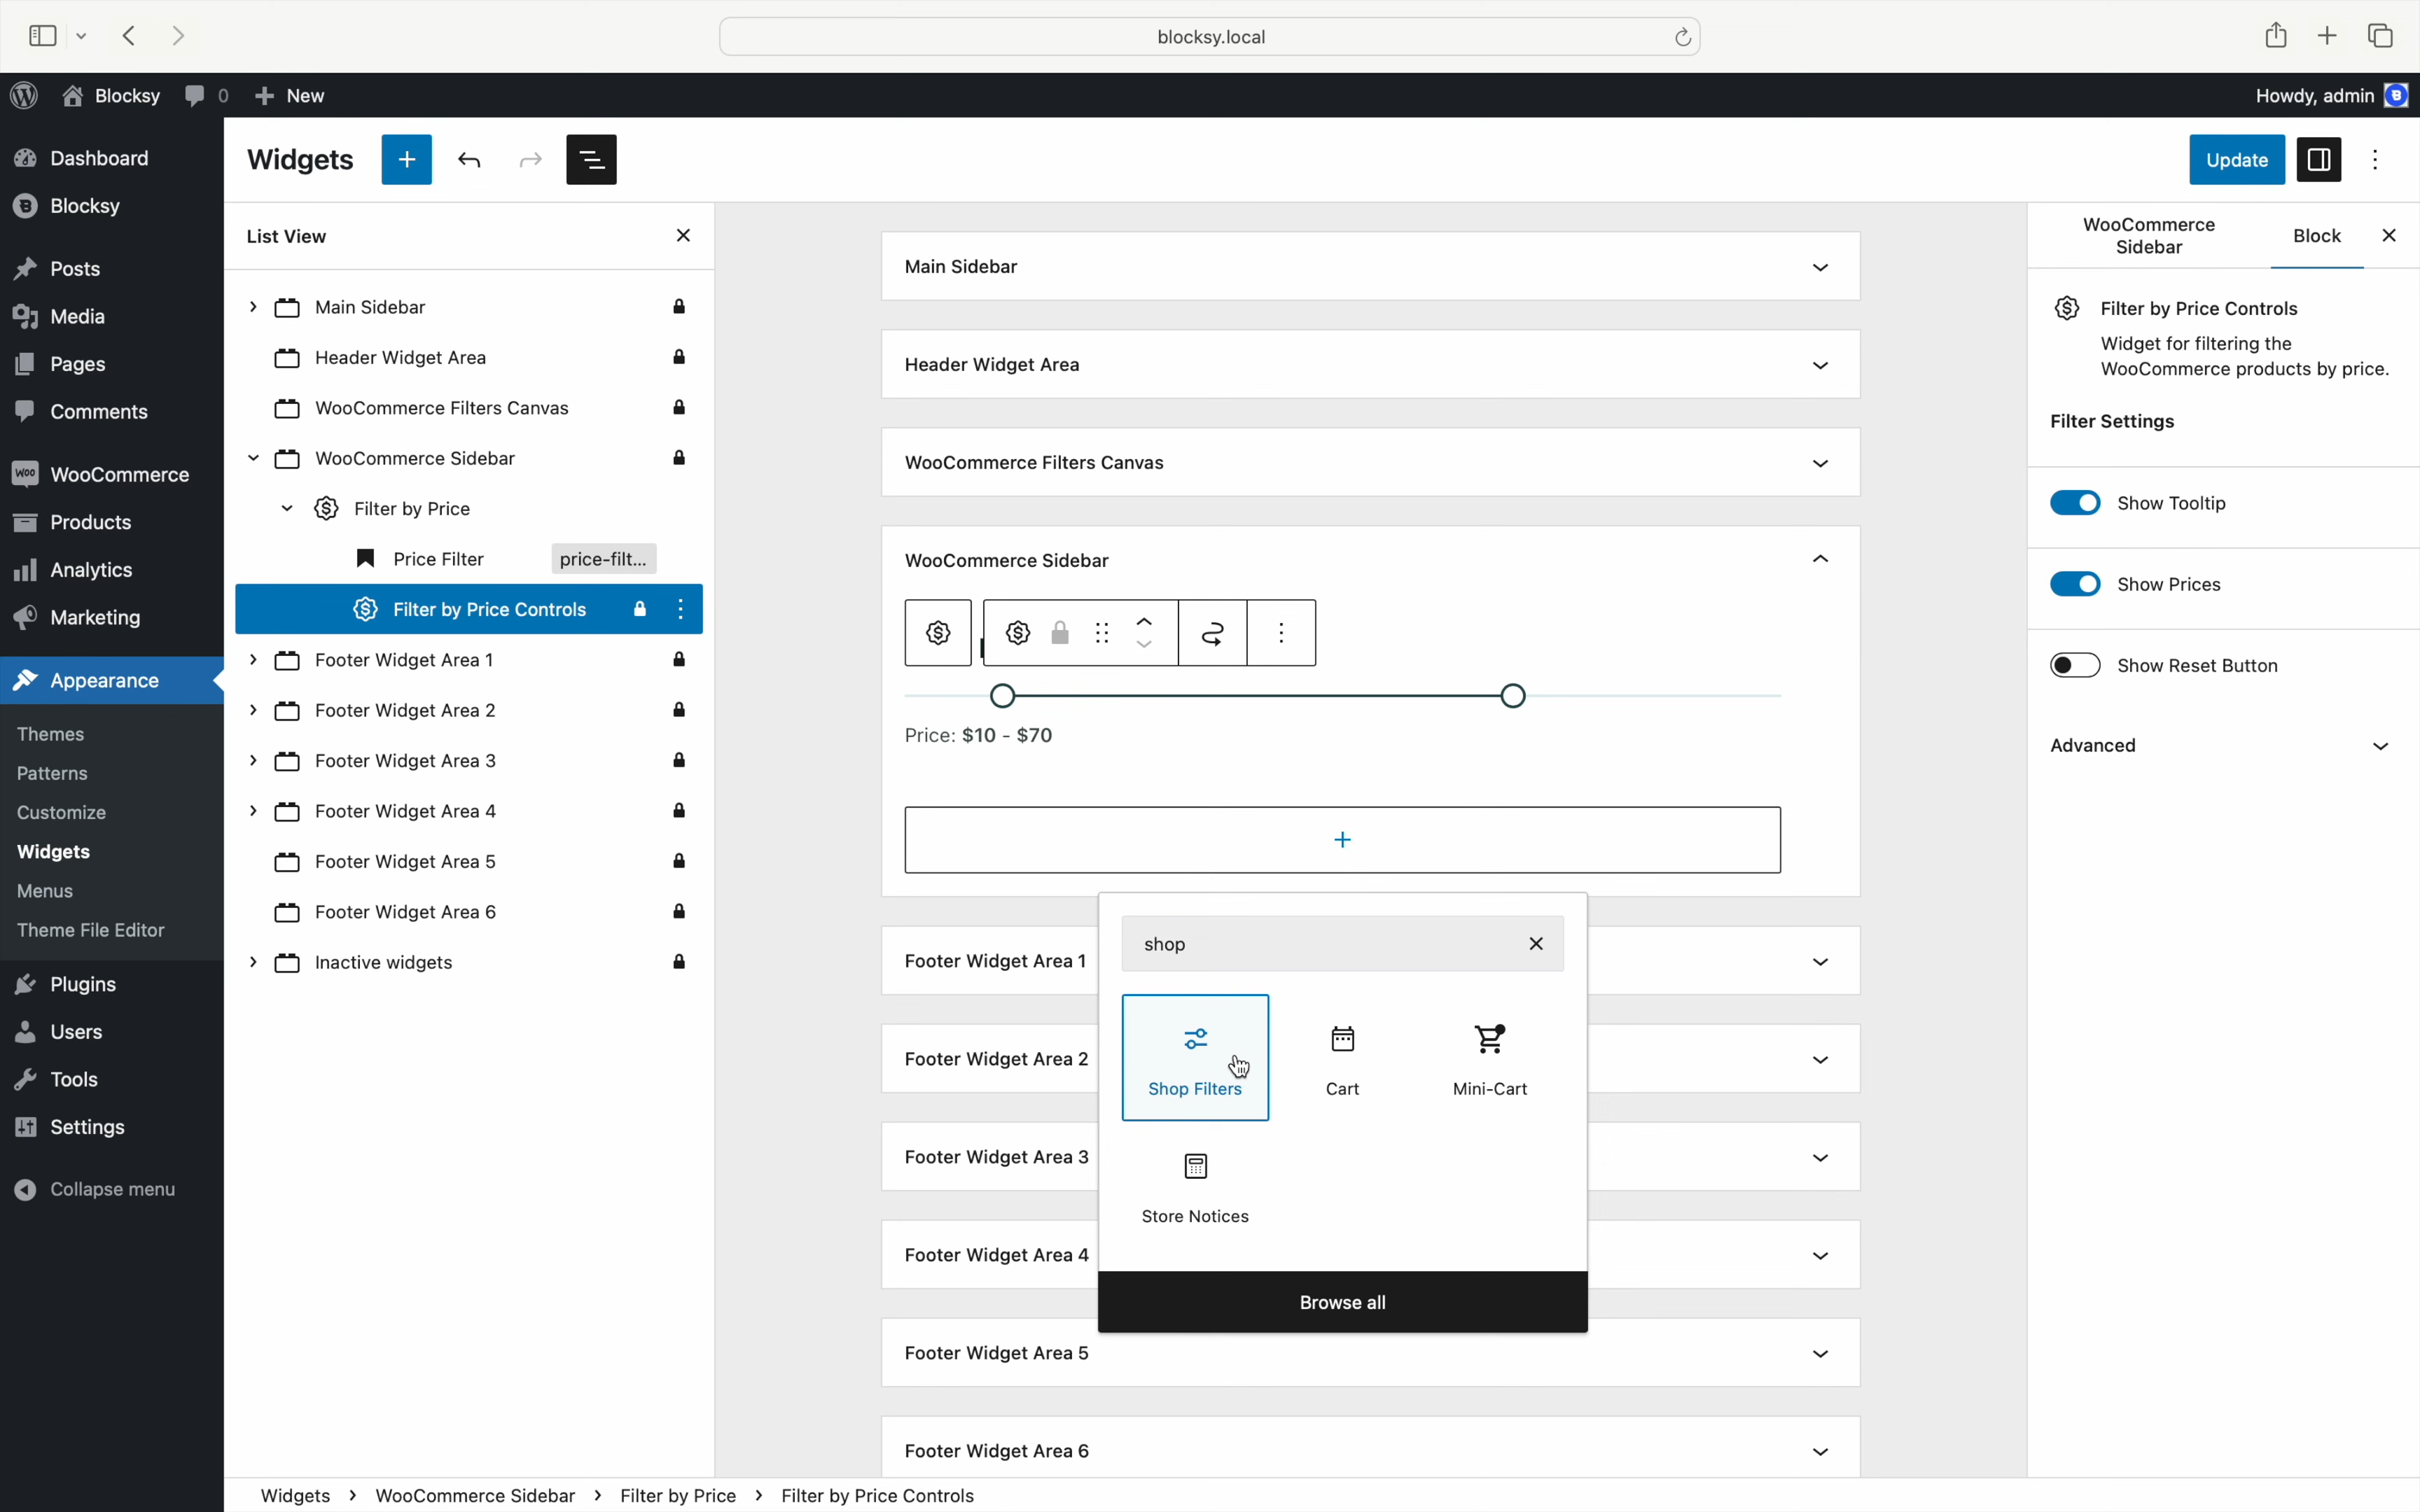 blocksy.local
Blocksy
0
New
Howdy, admin
Dashboard
Blocksy
Posts
Media
Pages
Comments
WooCommerce
Products
Analytics
Marketing
Appearance
Themes
Patterns
Customize
Widgets
Menus
Theme File Editor
Plugins
Users
Tools
Settings
Collapse menu
Widgets
Update
List View
Main Sidebar
Header Widget Area
WooCommerce Filters Canvas
WooCommerce Sidebar
Filter by Price
Price Filter price-filt...
Filter by Price Controls
Footer Widget Area 1
Footer Widget Area 2
Footer Widget Area 3
Footer Widget Area 4
Footer Widget Area 5
Footer Widget Area 6
Inactive widgets
Main Sidebar
Header Widget Area
WooCommerce Filters Canvas
WooCommerce Sidebar
Price: $10 - $70
shop
Shop Filters
Cart
Mini-Cart
Store Notices
Browse all
Footer Widget Area 1
Footer Widget Area 2
Footer Widget Area 3
Footer Widget Area 4
Footer Widget Area 5
Footer Widget Area 6
WooCommerce
Sidebar
Block
Filter by Price Controls
Widget for filtering the
WooCommerce products by price.
Filter Settings
Show Tooltip
Show Prices
Show Reset Button
Advanced
Widgets > WooCommerce Sidebar > Filter by Price > Filter by Price Controls